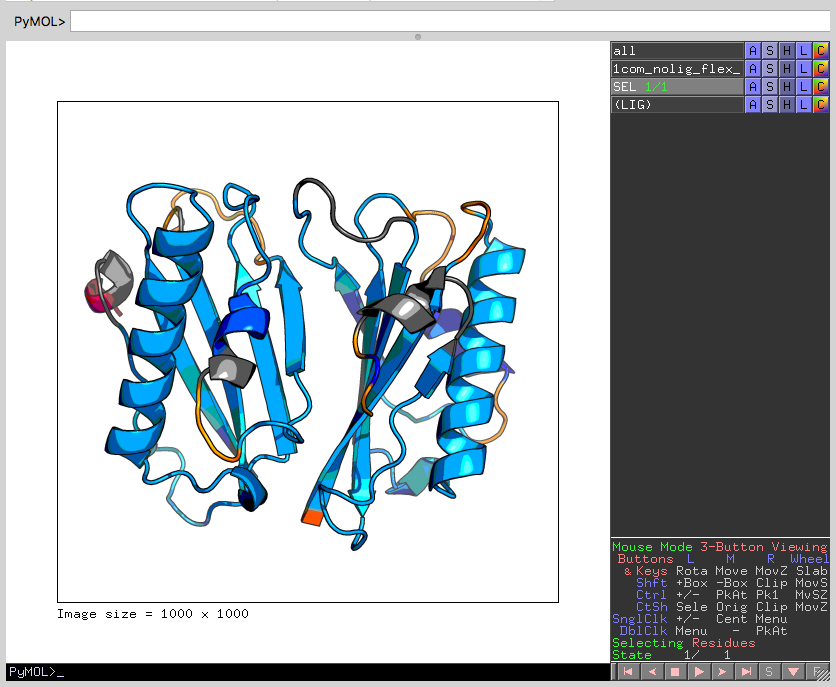 PyMOL>
all A S H L C
1com_nolig_flex_ A S H L C
SEL 1/1 A S H L C
(LIG) A S H L C
Image size = 1000 x 1000
Mouse Mode 3-Button Viewing
Buttons L M R Wheel
& Keys Rota Move MovZ Slab
Shft +Box -Box Clip MovS
Ctrl +/- PkAt Pk1 MvSZ
CtSh Sele Orig Clip MovZ
SnglClk +/- Cent Menu
DblClk Menu - PkAt
Selecting Residues
State 1/ 1
PyMOL>_
S F